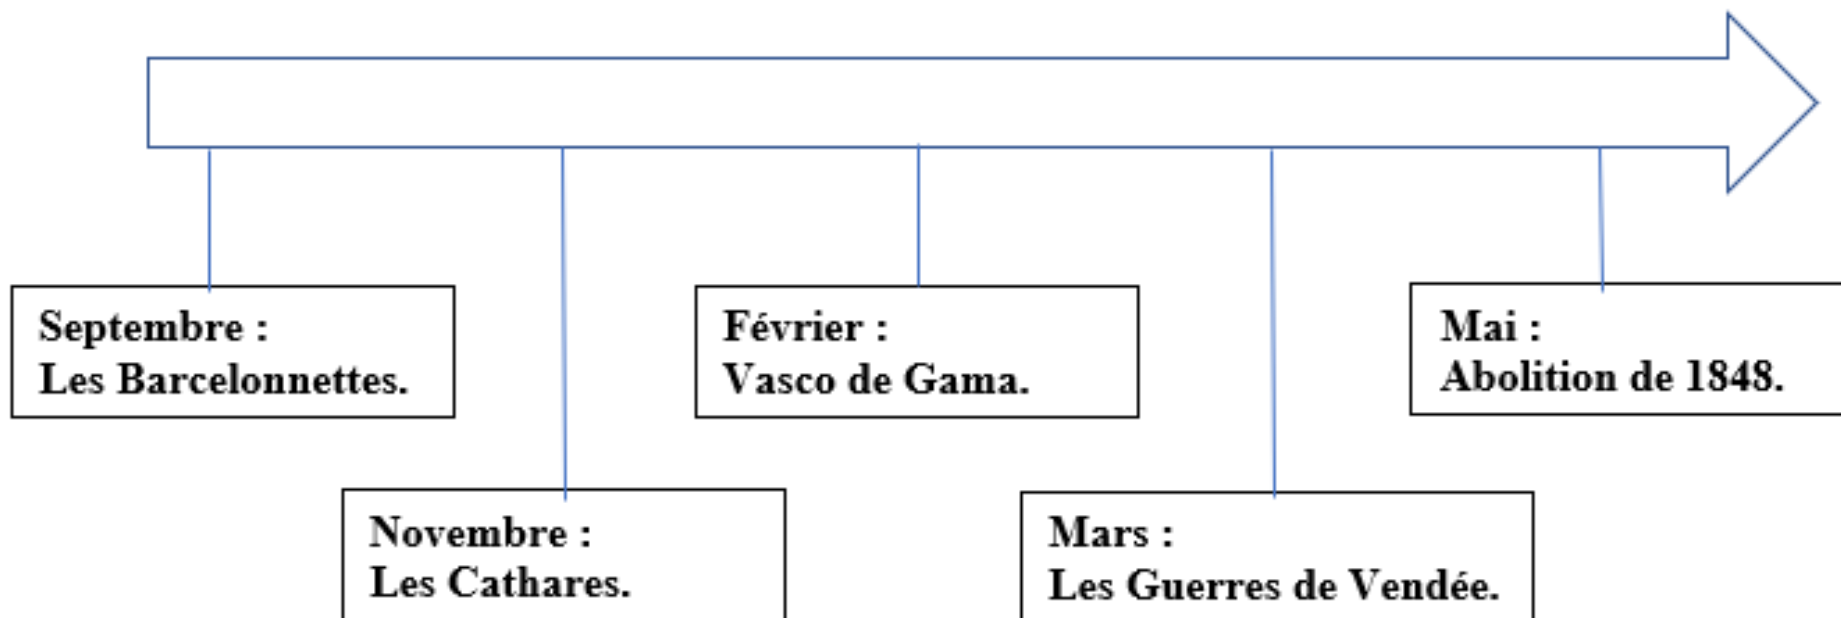 Septembre :
Les Barcelonnettes.
Novembre :
Les Cathares.
Février :
Vasco de Gama.
Mars :
Les Guerres de Vendée.
Mai :
Abolition de 1848.